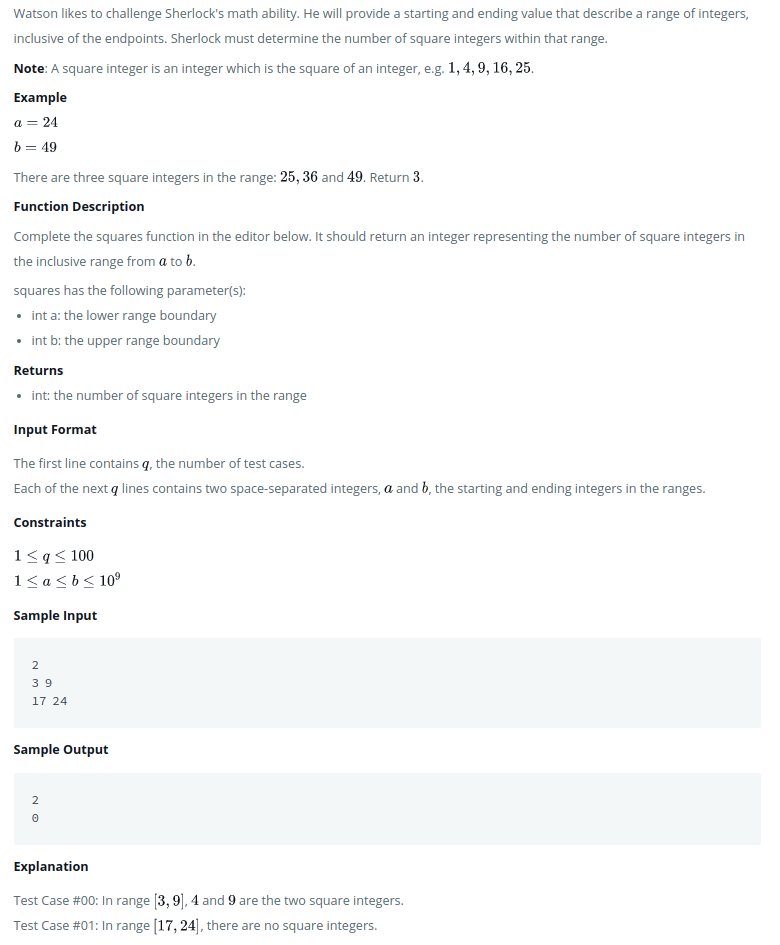 Watson likes to challenge Sherlock's math ability. He will provide a starting and ending value that describe a range of integers,
inclusive of the endpoints. Sherlock must determine the number of square integers within that range.
Note: A square integer is an integer which is the square of an integer, e.g. 1, 4, 9, 16, 25.
Example
a = 24
b = 49
There are three square integers in the range: 25, 36 and 49. Return 3.
Function Description
Complete the squares function in the editor below. It should return an integer representing the number of square integers in
the inclusive range from a to b.
squares has the following parameter(s):
• int a: the lower range boundary
• int b: the upper range boundary
Returns
• int: the number of square integers in the range
Input Format
The first line contains q, the number of test cases.
Each of the next q lines contains two space-separated integers, a and b, the starting and ending integers in the ranges.
Constraints
1 ≤ q ≤ 100
1 ≤ a ≤ b ≤ 10⁹
Sample Input
2
3 9
17 24
Sample Output
2
0
Explanation
Test Case #00: In range [3, 9], 4 and 9 are the two square integers.
Test Case #01: In range [17, 24], there are no square integers.